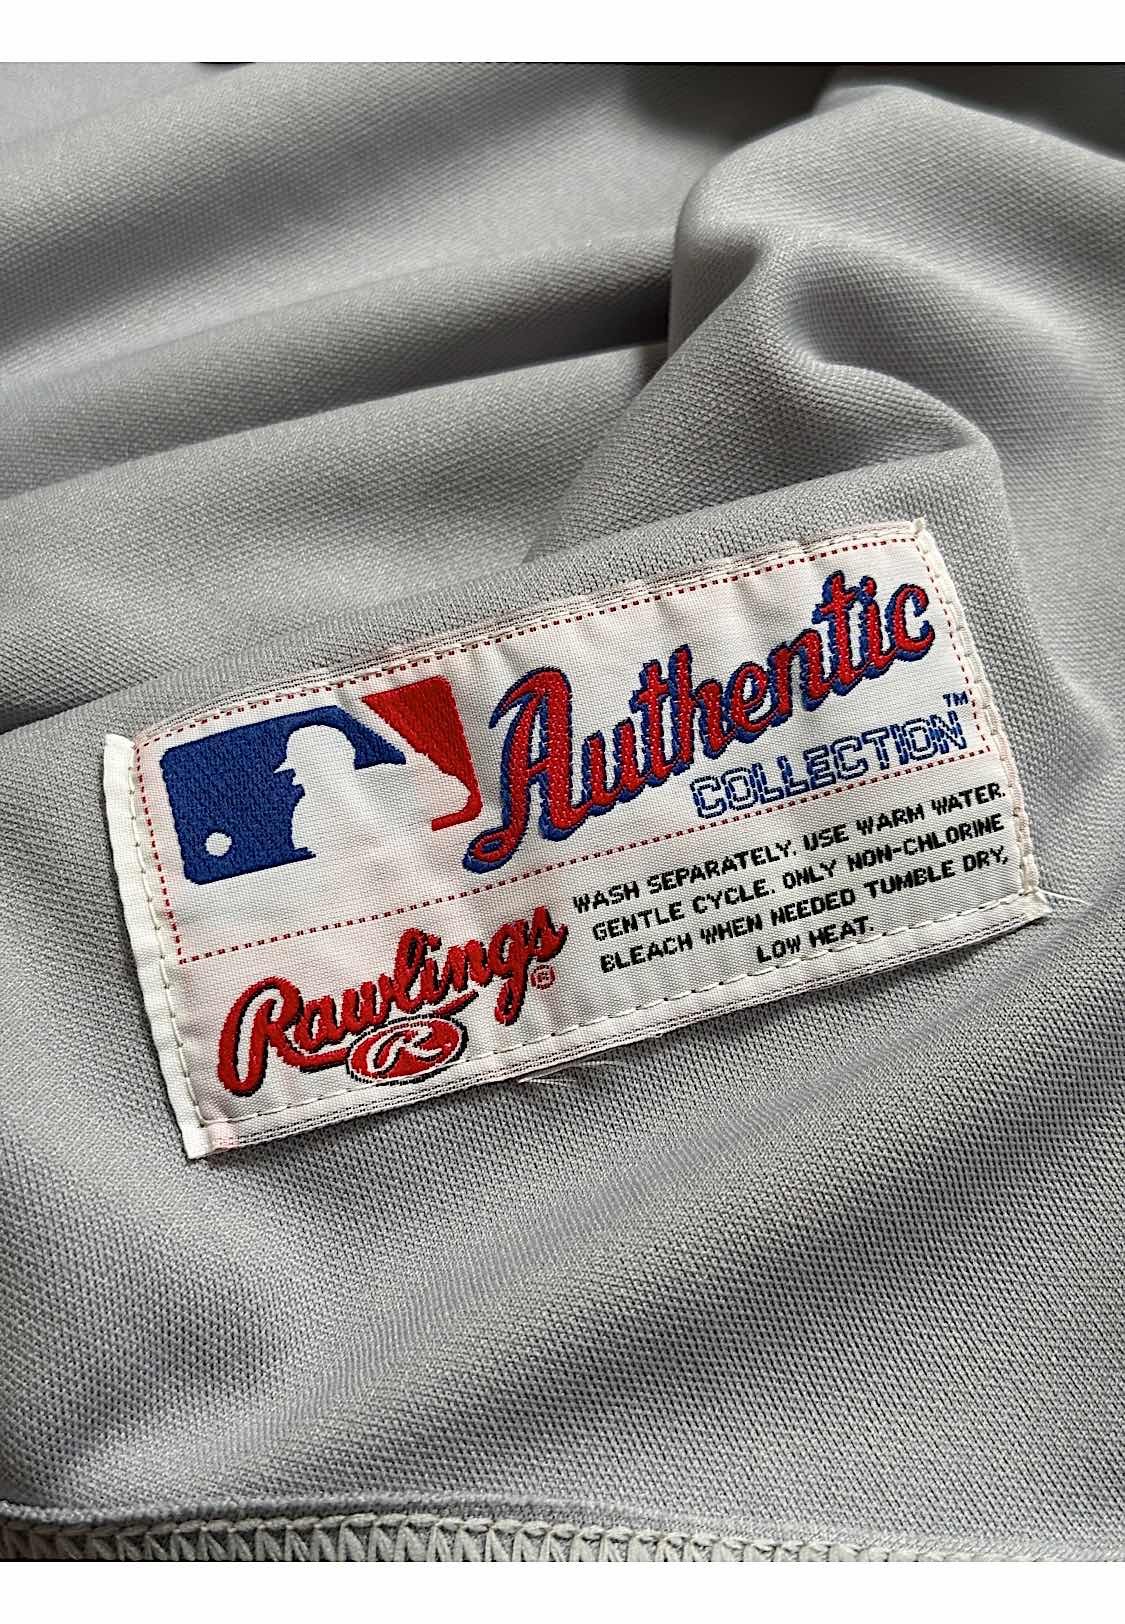 Authentic
COLLECTION™
Rawlings®
R
WASH SEPARATELY. USE WARM WATER.
GENTLE CYCLE. ONLY NON-CHLORINE
BLEACH WHEN NEEDED TUMBLE DRY,
LOW HEAT.